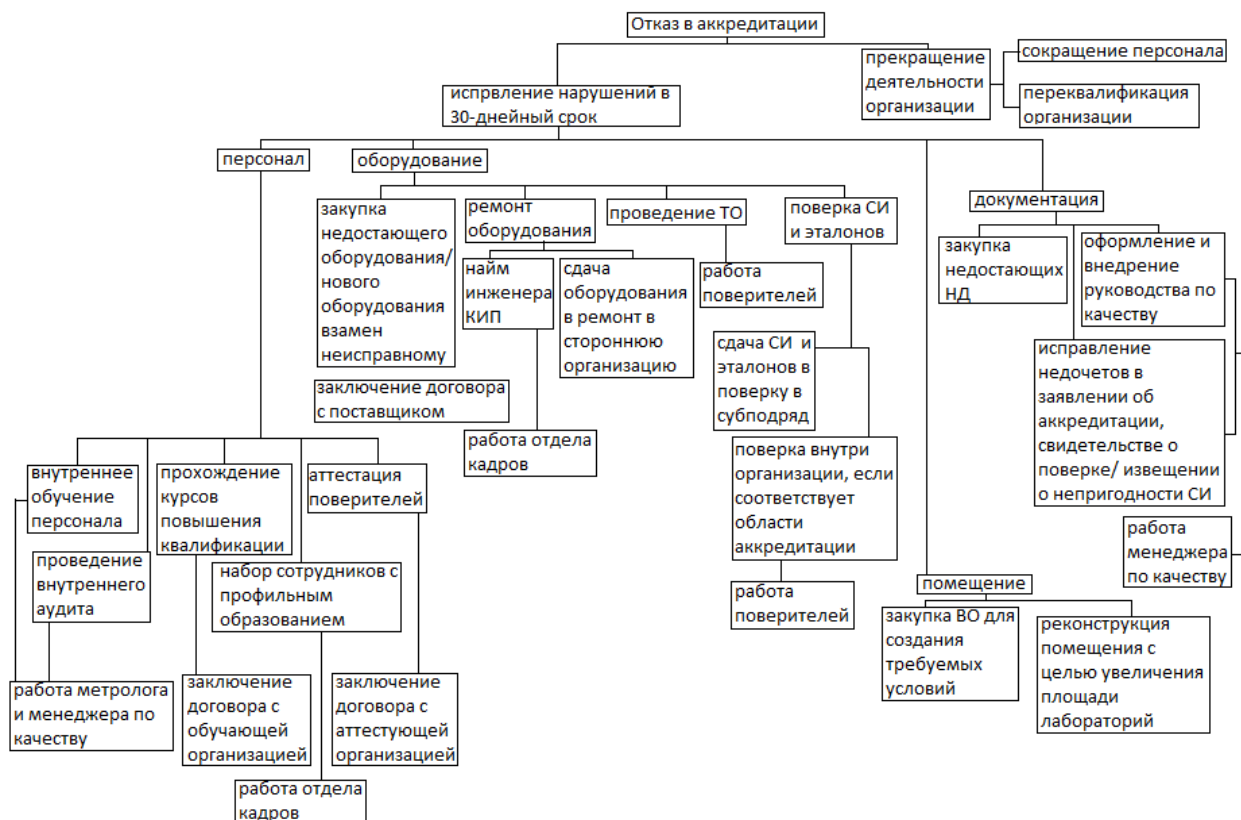 Отказ в аккредитации
сокращение персонала
прекращение
деятельности
организации
переквалификация
организации
испрвление нарушений в
30-днейный срок
персонал
оборудование
документация
помещение
закупка
недостающего
оборудования/
нового
оборудования
взамен
неисправному
ремонт
оборудования
проведение ТО
поверка СИ
и эталонов
закупка
недостающих
НД
оформление и
внедрение
руководства по
качеству
найм
инженера
КИП
сдача
оборудования
в ремонт в
стороннюю
организацию
работа
поверителей
сдача СИ и
эталонов в
поверку в
субподряд
исправление
недочетов в
заявлении об
аккредитации,
свидетельстве о
поверке/ извещении
о непригодности СИ
заключение договора
с поставщиком
работа отдела
кадров
поверка внутри
организации, если
соответствует
области
аккредитации
работа
поверителей
работа
менеджера
по качеству
внутреннее
обучение
персонала
прохождение
курсов
повышения
квалификации
аттестация
поверителей
проведение
внутреннего
аудита
набор сотрудников с
профильным
образованием
закупка ВО для
создания
требуемых
условий
реконструкция
помещения с
целью увеличения
площади
лабораторий
работа метролога
и менеджера по
качеству
заключение
договора с
обучающей
организацией
заключение
договора с
аттестующей
организацией
работа отдела
кадров